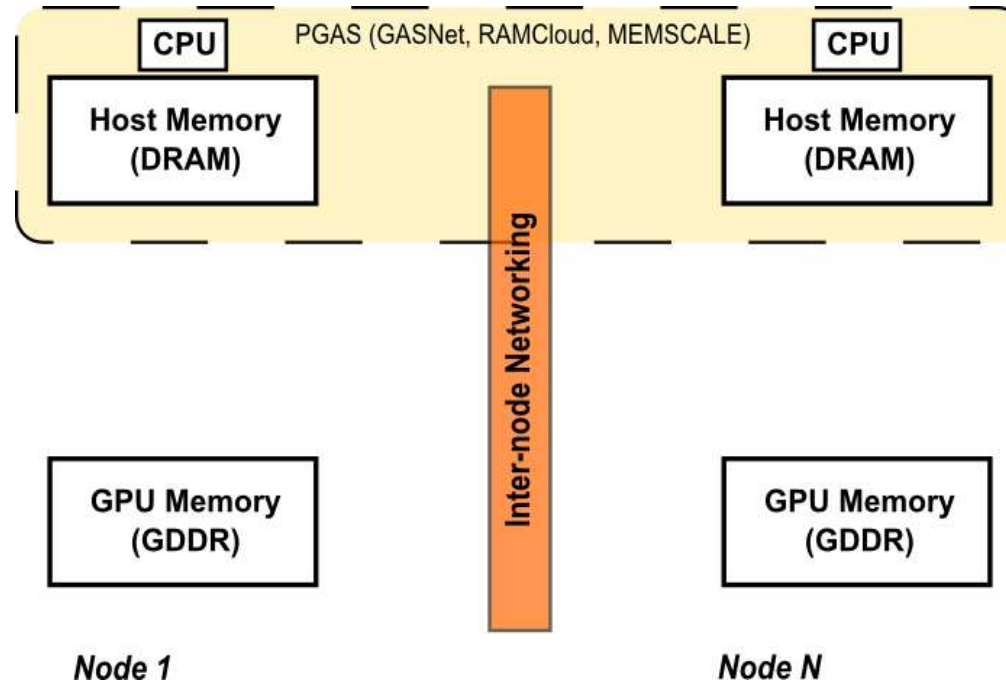 CPU
PGAS (GASNet, RAMCloud, MEMSCALE)
CPU
Host Memory
(DRAM)
Host Memory
(DRAM)
Inter-node Networking
GPU Memory
(GDDR)
GPU Memory
(GDDR)
Node 1
Node N